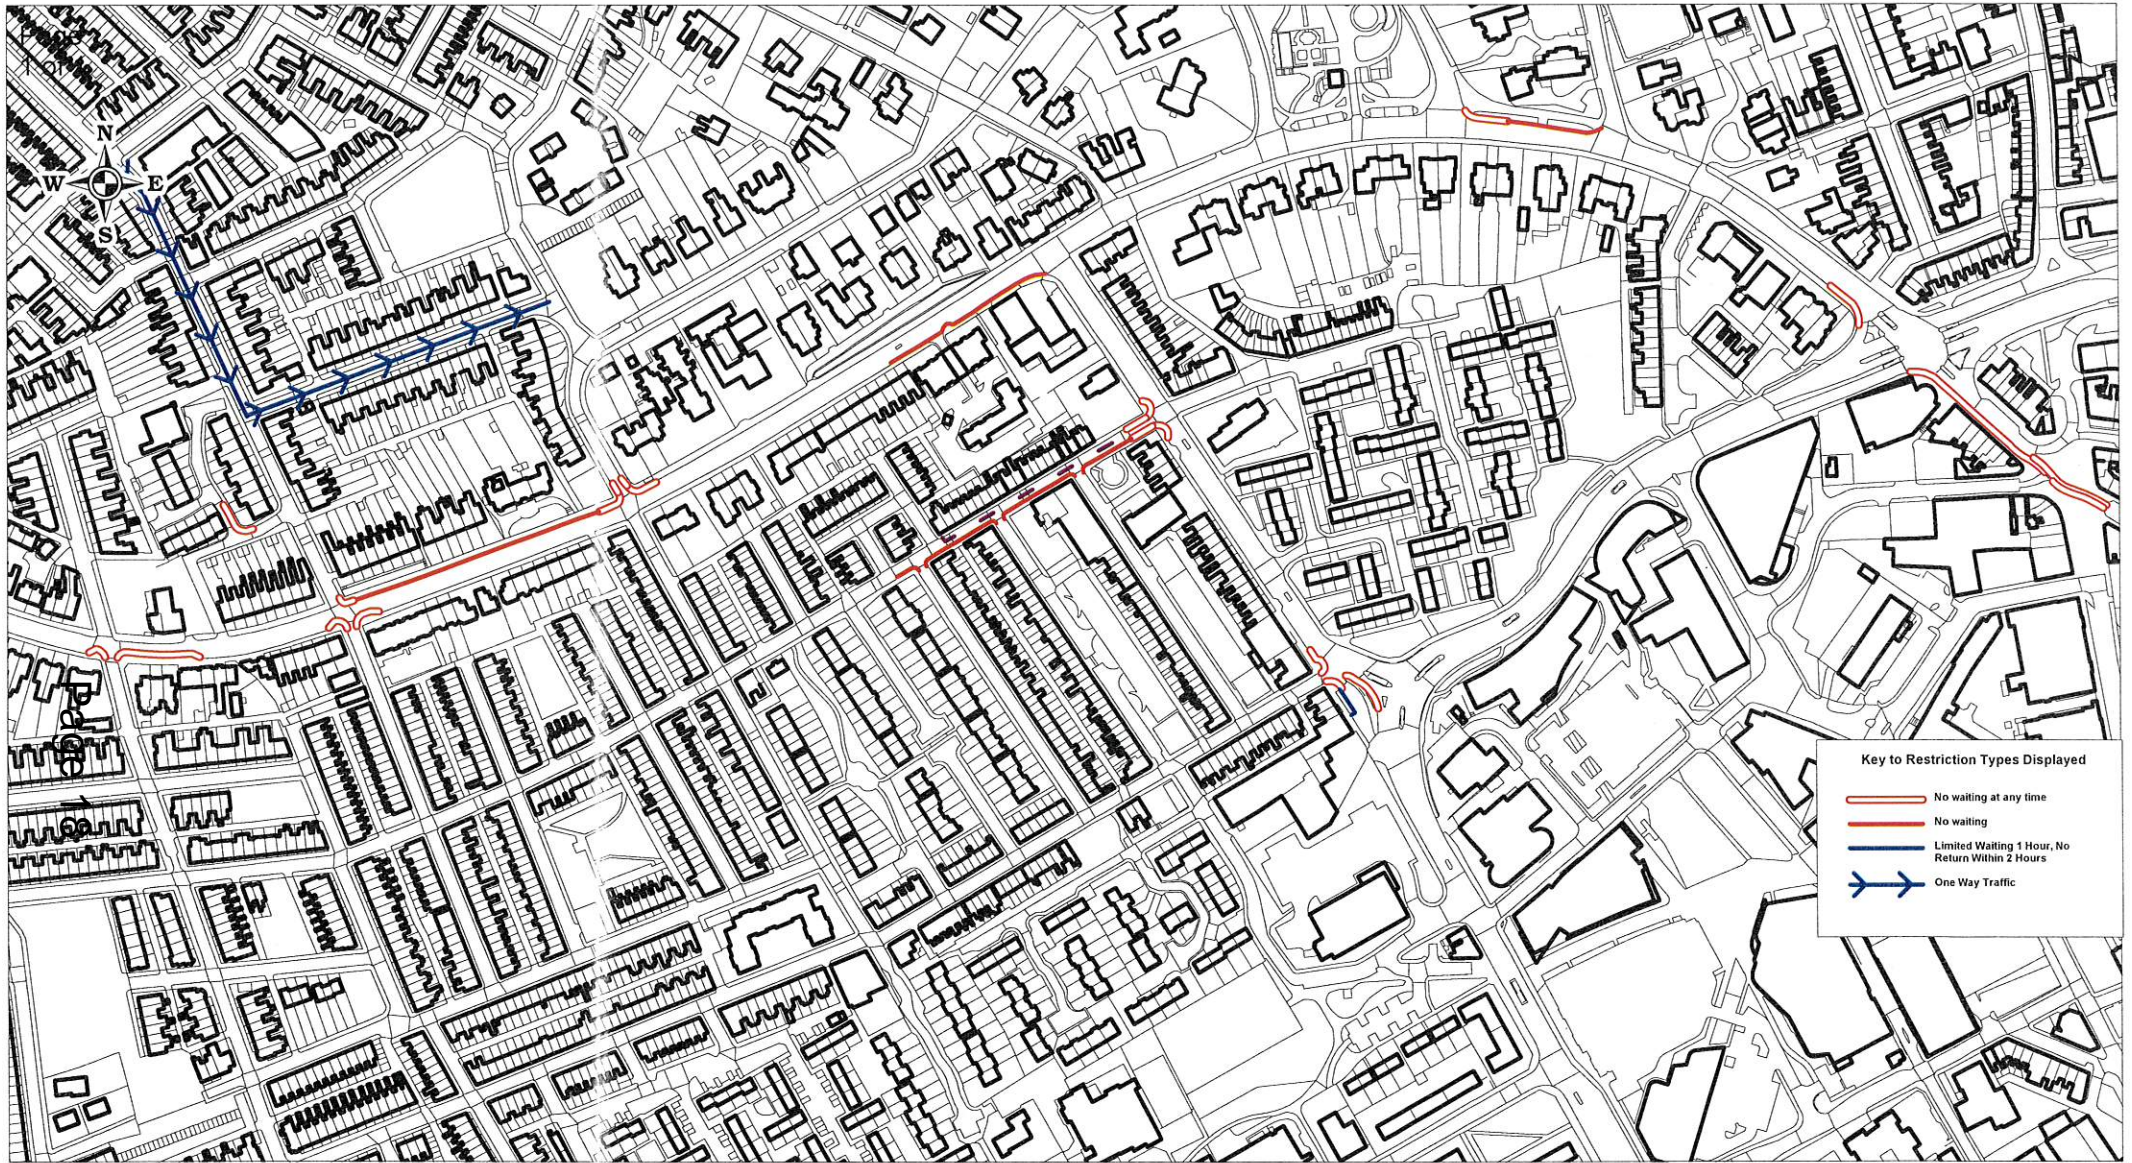 N
W
E
S
Page
Key to Restriction Types Displayed
No waiting at any time
No waiting
Limited Waiting 1 Hour, No
Return Within 2 Hours
One Way Traffic